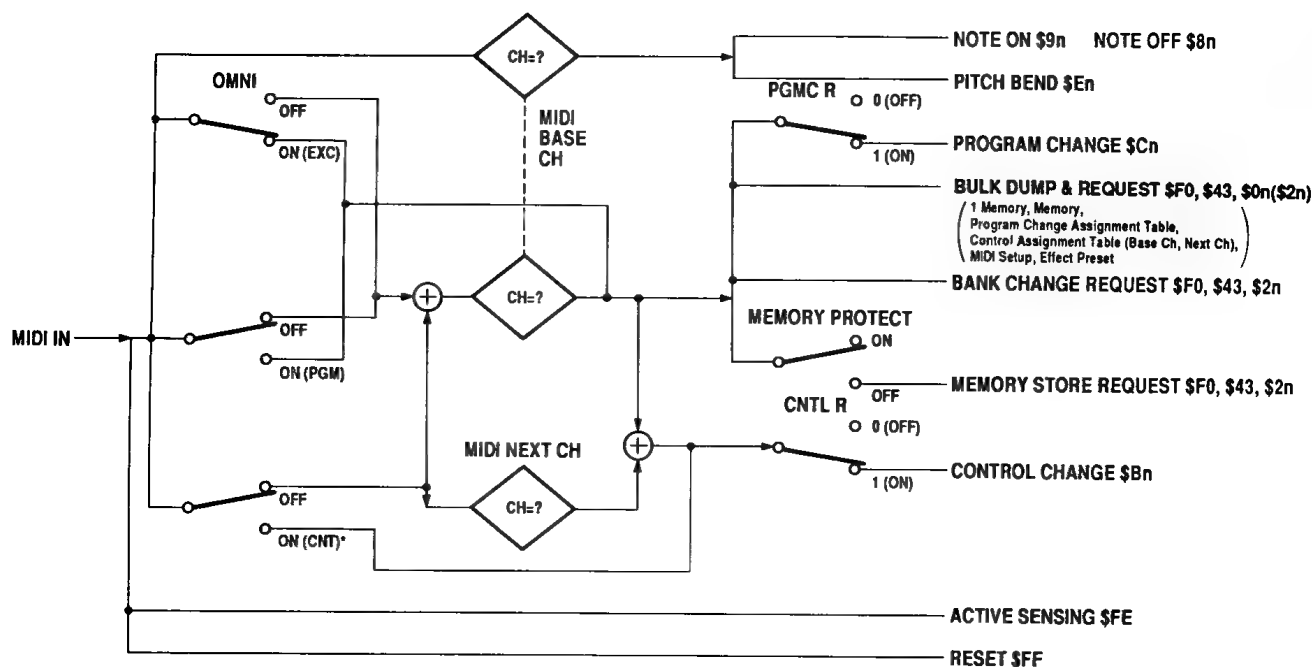 CH=?
NOTE ON $9n NOTE OFF $8n
OMNI
OFF
PITCH BEND $En
PGMC R
0 (OFF)
MIDI
BASE
CH
ON (EXC)
1 (ON)
PROGRAM CHANGE $Cn
BULK DUMP & REQUEST $F0, $43, $0n($2n)
1 Memory, Memory,
Program Change Assignment Table,
Control Assignment Table (Base Ch, Next Ch),
MIDI Setup, Effect Preset
CH=?
BANK CHANGE REQUEST $F0, $43, $2n
MIDI IN
OFF
ON (PGM)
MEMORY PROTECT
ON
OFF
MEMORY STORE REQUEST $F0, $43, $2n
CNTL R
0 (OFF)
MIDI NEXT CH
1 (ON)
CONTROL CHANGE $Bn
OFF
CH=?
ON (CNT)*
ACTIVE SENSING $FE
RESET $FF